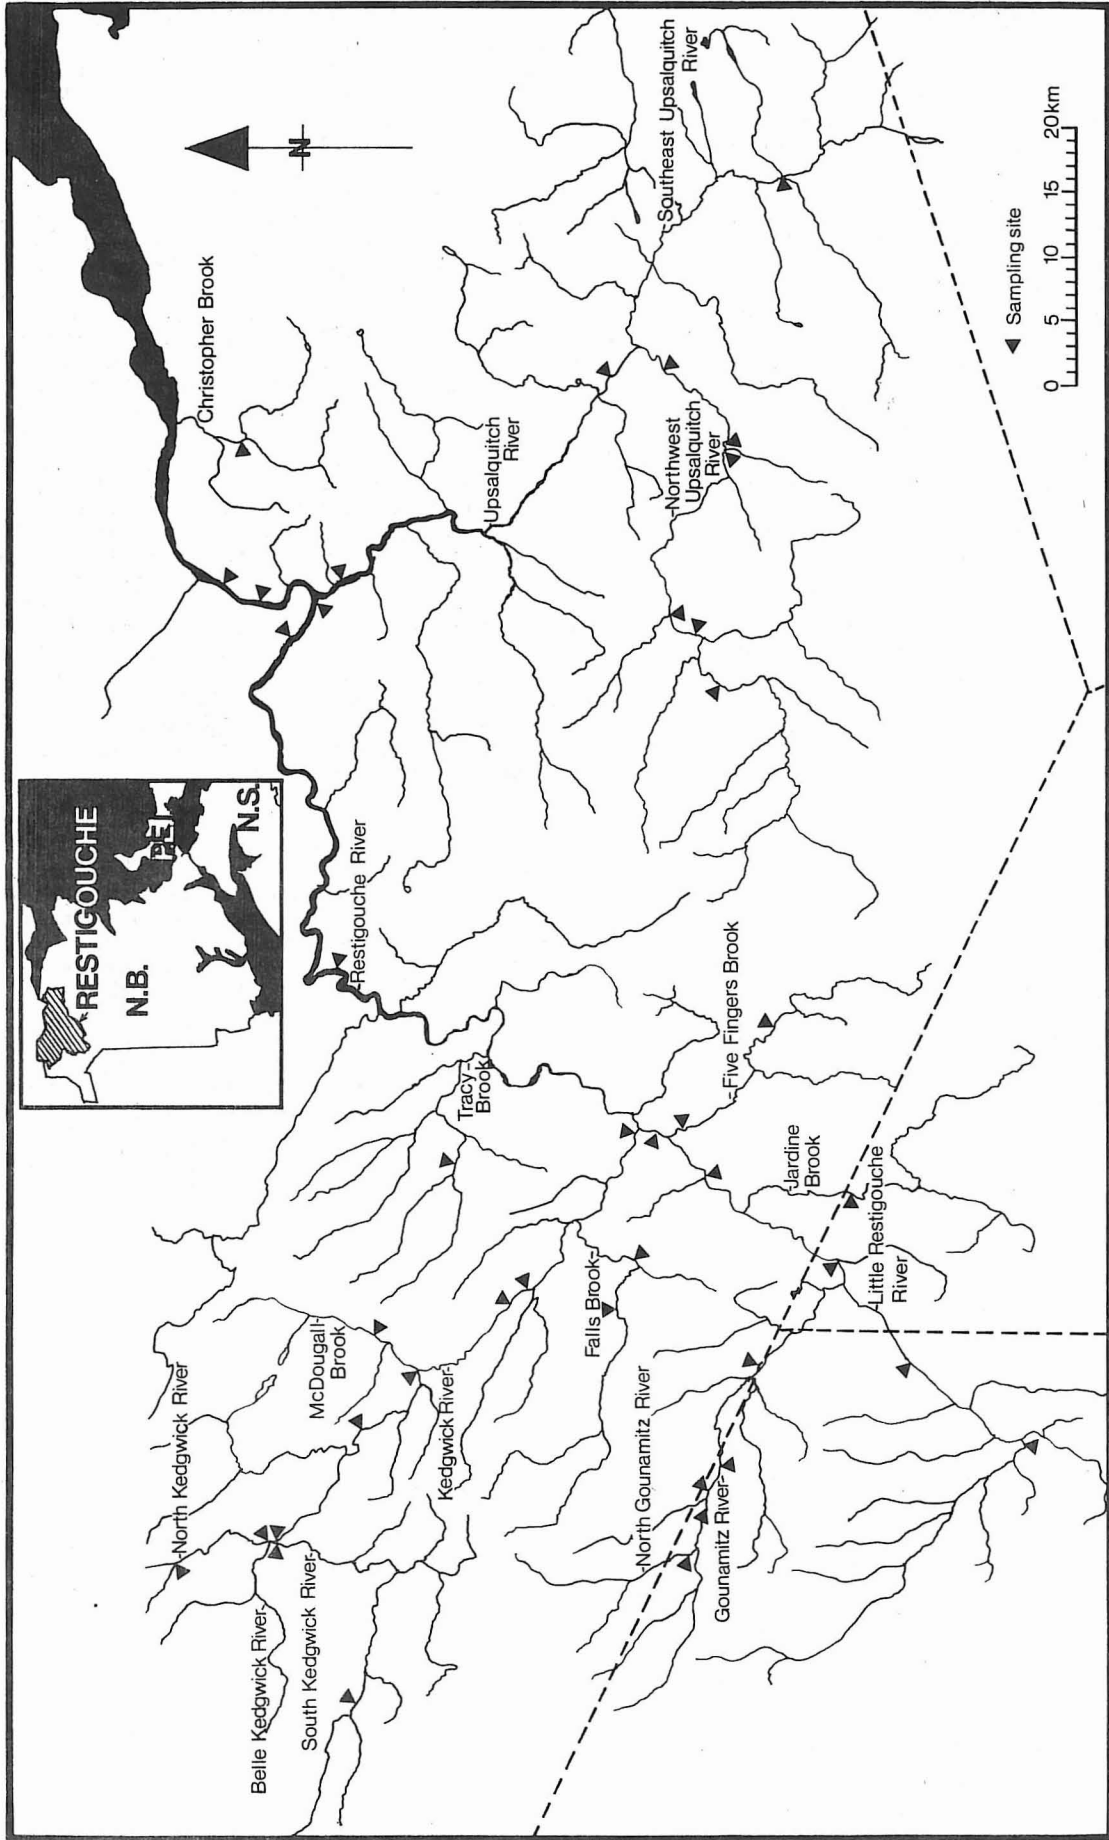 RESTIGOUCHE
N.B.
P.E.I.
N.S.
N
Christopher Brook
Southeast Upsalquitch
River
Upsalquitch
River
Northwest
Upsalquitch
River
Restigouche River
Tracy
Brook
Five Fingers Brook
Jardine
Brook
Little Restigouche
River
Falls Brook
McDougall
Brook
Kedgwick River
North Kedgwick River
Belle Kedgwick River
South Kedgwick River
North Gounamitz River
Gounamitz River
Sampling site
0 5 10 15 20km